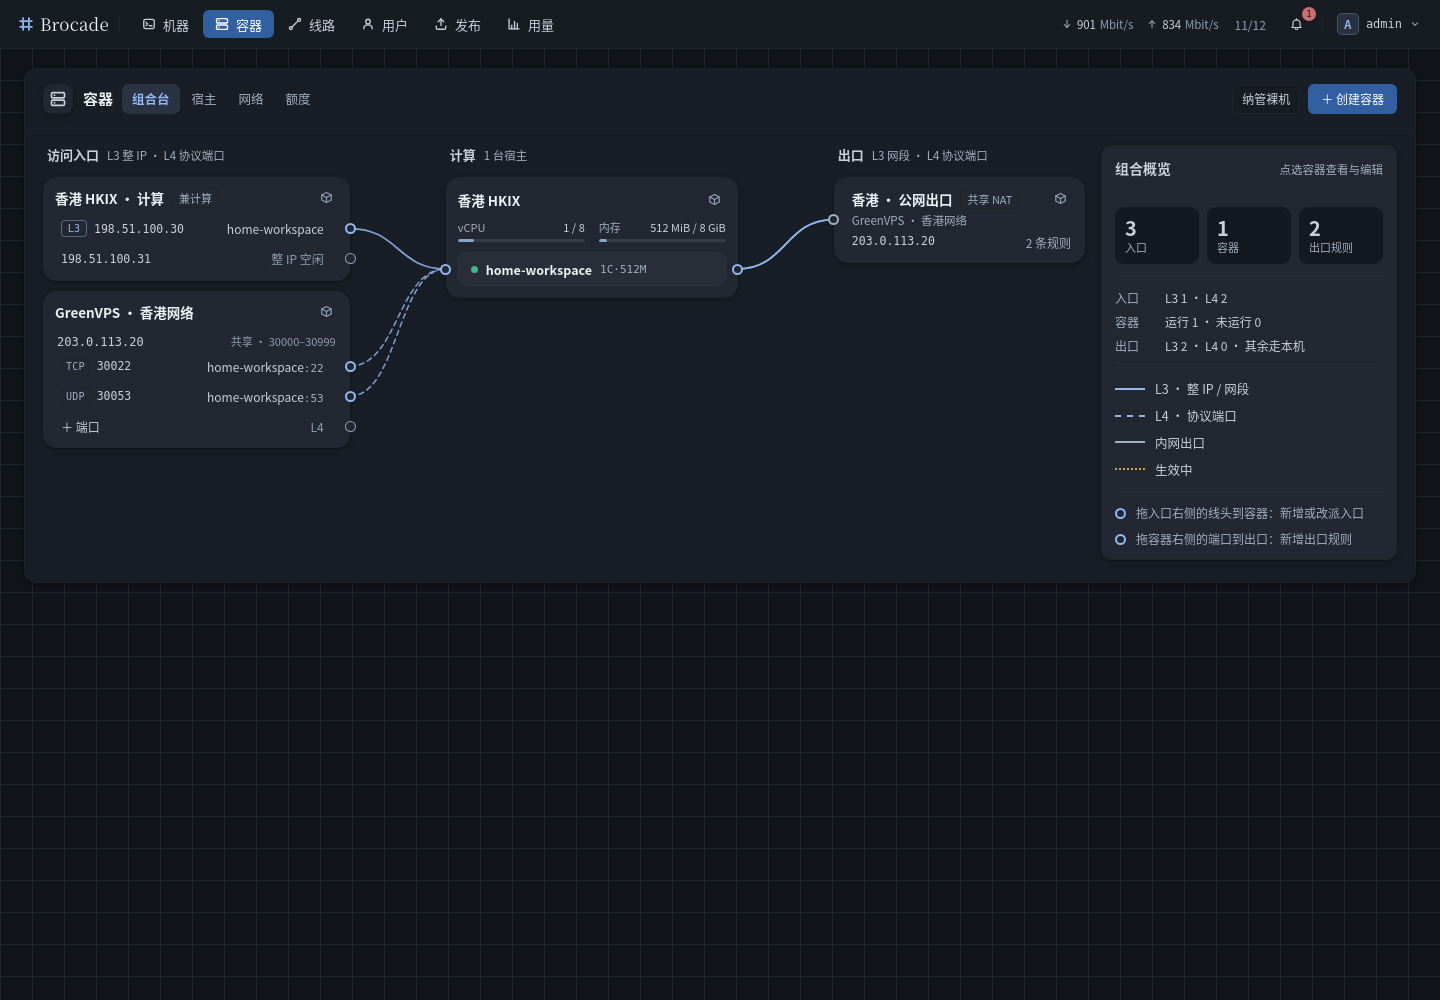 Brocade 机器 容器 线路 用户 发布 用量 901 Mbit/s 834 Mbit/s 11/12 1 A admin
容器 组合台 宿主 网络 额度 纳管裸机 创建容器
访问入口 L3 整 IP · L4 协议端口
香港 HKIX · 计算 兼计算
L3 198.51.100.30 home-workspace
198.51.100.31 整 IP 空闲
GreenVPS · 香港网络
203.0.113.20 共享 · 30000–30999
TCP 30022 home-workspace:22
UDP 30053 home-workspace:53
+ 端口 L4
计算 1 台宿主
香港 HKIX
vCPU 1 / 8 内存 512 MiB / 8 GiB
home-workspace 1C·512M
出口 L3 网段 · L4 协议端口
香港 · 公网出口 共享 NAT
GreenVPS · 香港网络
203.0.113.20 2 条规则
组合概览 点选容器查看与编辑
3 1 2
入口 容器 出口规则
入口 L3 1 · L4 2
容器 运行 1 · 未运行 0
出口 L3 2 · L4 0 · 其余走本机
L3 · 整 IP / 网段
L4 · 协议端口
内网出口
生效中
拖入口右侧的线头到容器：新增或改派入口
拖容器右侧的端口到出口：新增出口规则